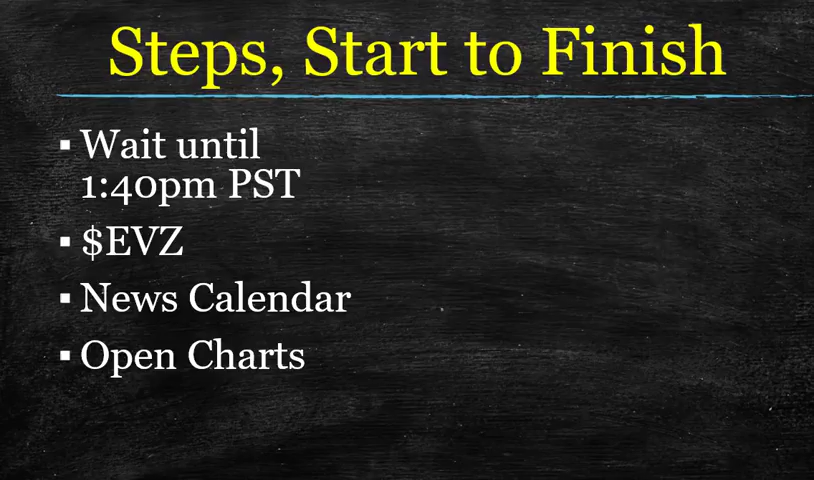 Steps, Start to Finish
▪ Wait until
1:40pm PST
▪ $EVZ
▪ News Calendar
▪ Open Charts